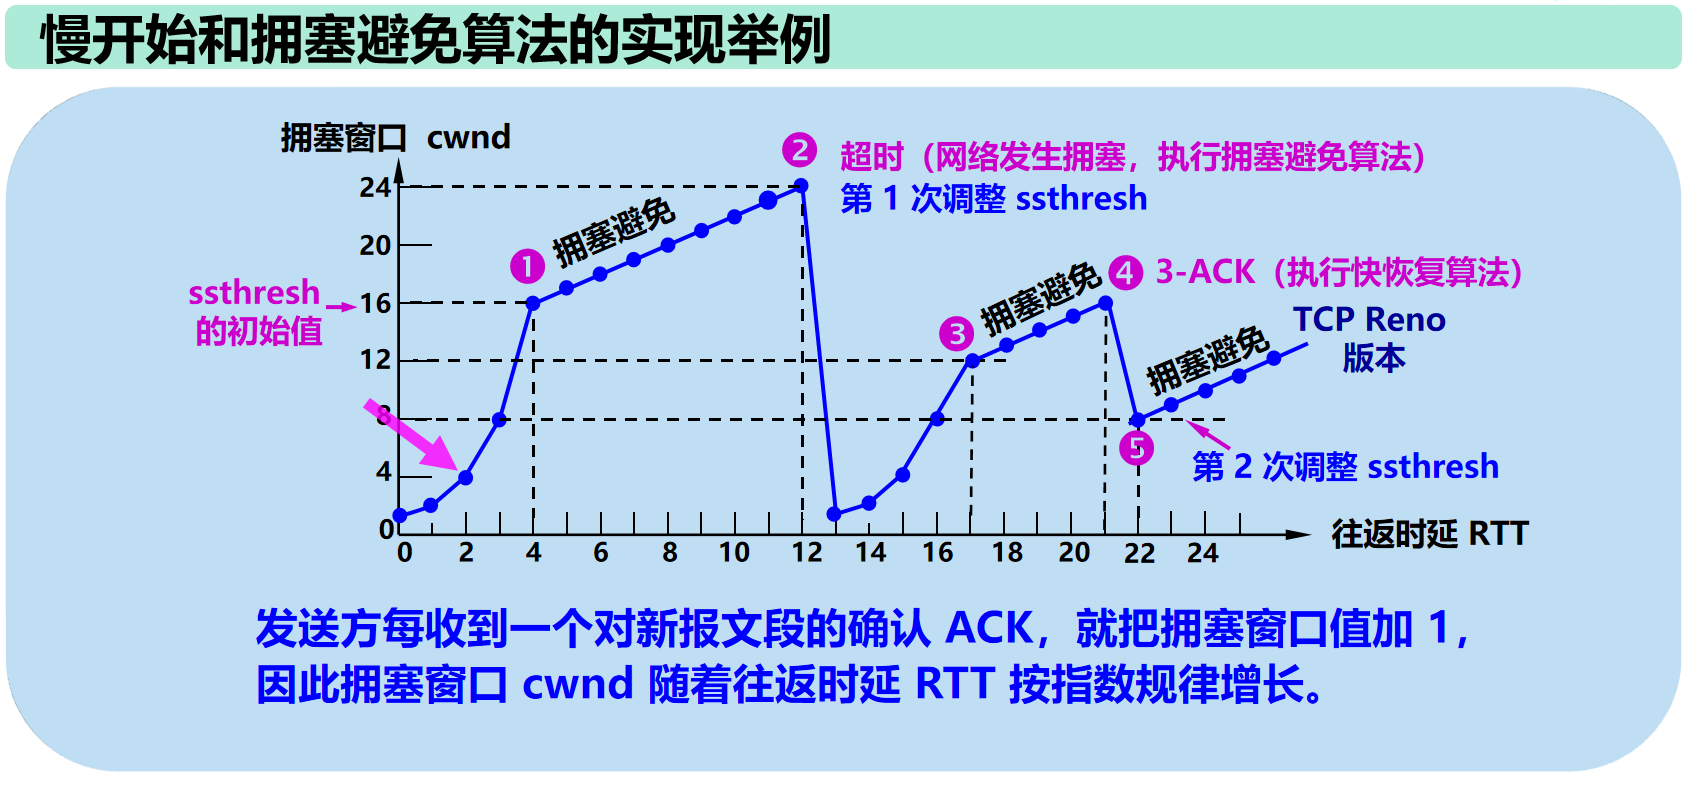 慢开始和拥塞避免算法的实现举例
拥塞窗口 cwnd
❷ 超时（网络发生拥塞，执行拥塞避免算法）
第 1 次调整 ssthresh
24
20
16
12
8
4
0
ssthresh
的初始值
❶
拥塞避免
❸
拥塞避免
❹ 3-ACK（执行快恢复算法）
TCP Reno
版本
拥塞避免
❺
第 2 次调整 ssthresh
0 2 4 6 8 10 12 14 16 18 20 22 24
往返时延 RTT
发送方每收到一个对新报文段的确认 ACK，就把拥塞窗口值加 1，
因此拥塞窗口 cwnd 随着往返时延 RTT 按指数规律增长。